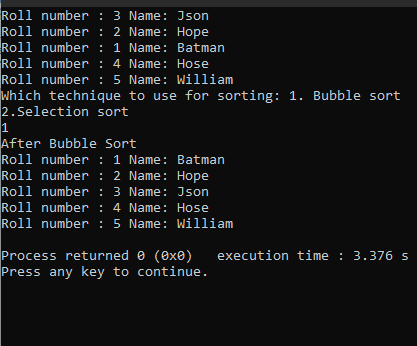 Roll number : 3 Name: Json
Roll number : 2 Name: Hope
Roll number : 1 Name: Batman
Roll number : 4 Name: Hose
Roll number : 5 Name: William
Which technique to use for sorting: 1. Bubble sort
2.Selection sort
1
After Bubble Sort
Roll number : 1 Name: Batman
Roll number : 2 Name: Hope
Roll number : 3 Name: Json
Roll number : 4 Name: Hose
Roll number : 5 Name: William
Process returned 0 (0x0)   execution time : 3.376 s
Press any key to continue.